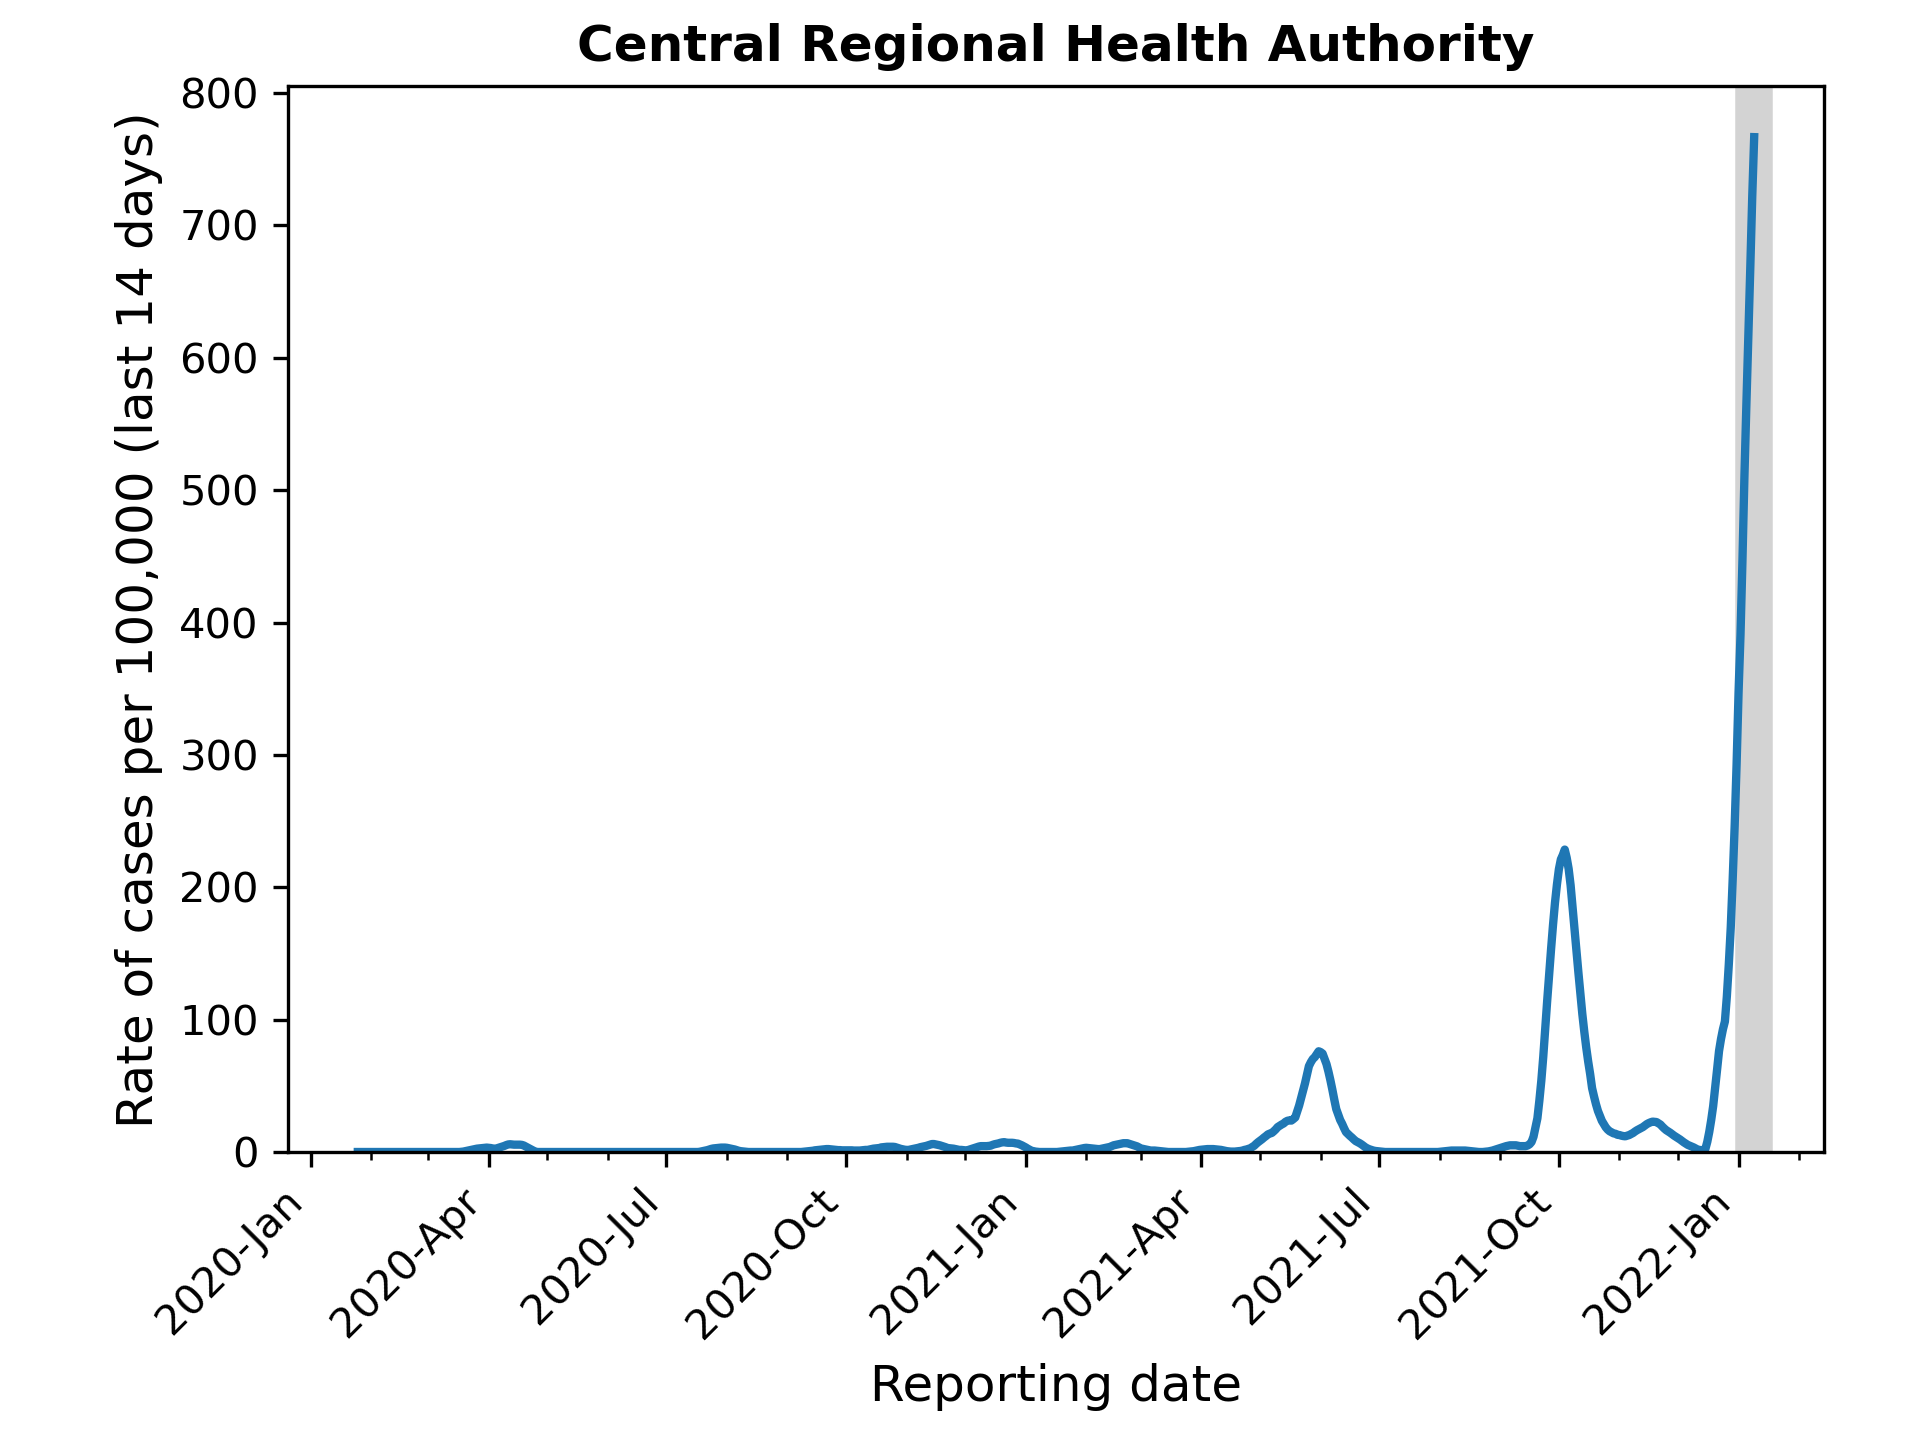 Central Regional Health Authority
Rate of cases per 100,000 (last 14 days)
800
700
600
500
400
300
200
100
0
2020-Jan
2020-Apr
2020-Jul
2020-Oct
2021-Jan
2021-Apr
2021-Jul
2021-Oct
2022-Jan
Reporting date